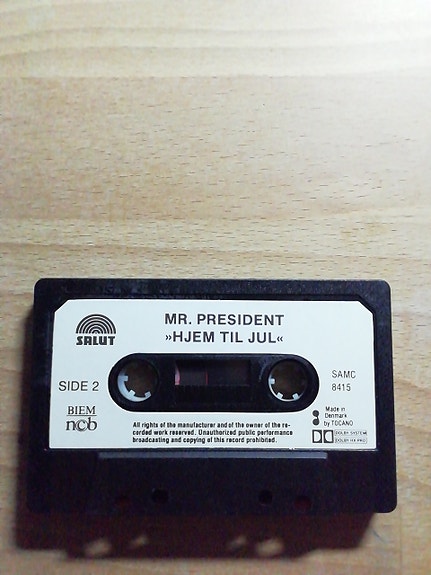 MR. PRESIDENT
»HJEM TIL JUL«
SALUT
SIDE 2
BIEM
ncb
SAMC
8415
All rights of the manufacturer and of the owner of the re-
corded work reserved. Unauthorized public performance
broadcasting and copying of this record prohibited.
Made in
Denmark
by TOCANO
DOLBY SYSTEM
DOLBY HX PRO